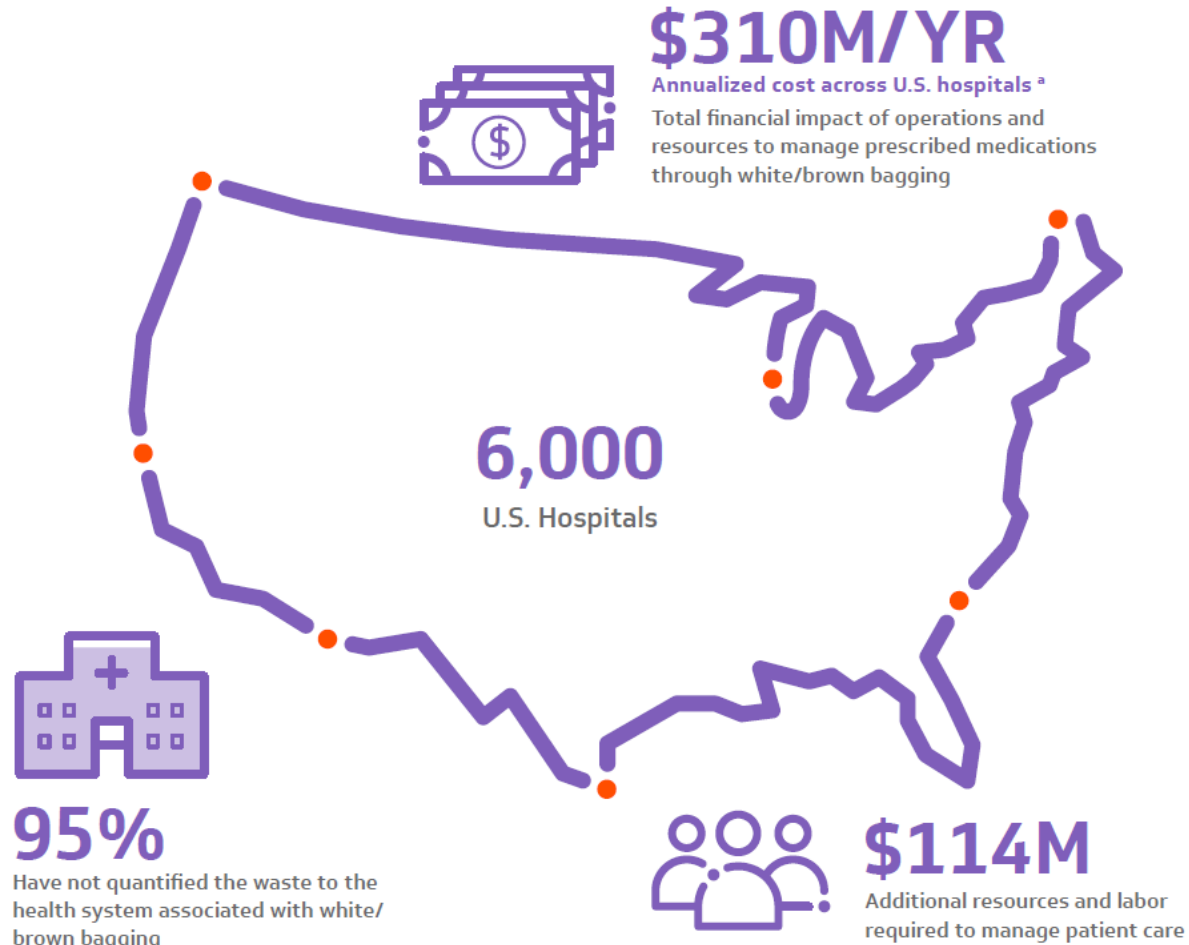 $310M/YR
Annualized cost across U.S. hospitals ª
Total financial impact of operations and
resources to manage prescribed medications
through white/brown bagging
$
6,000
U.S. Hospitals
95%
Have not quantified the waste to the
health system associated with white/
brown bagging
$114M
Additional resources and labor
required to manage patient care